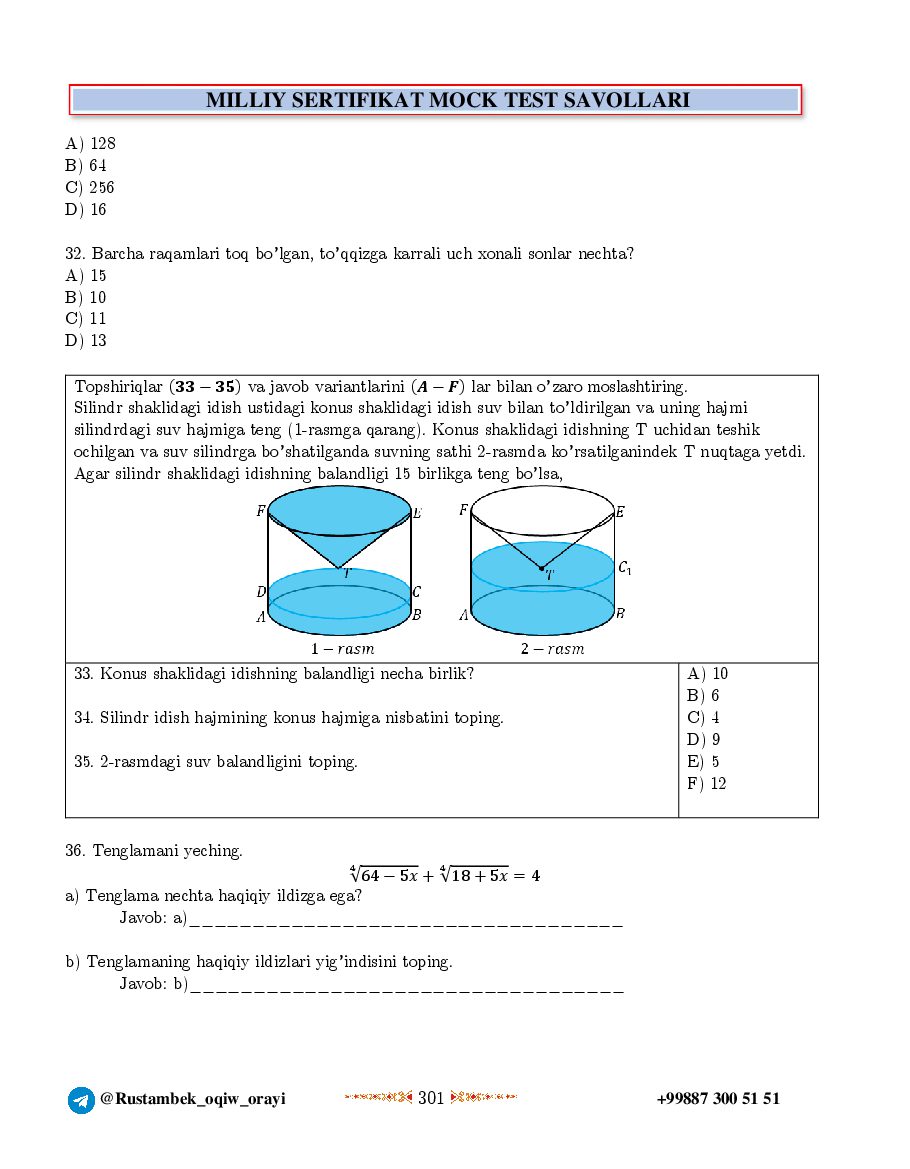 MILLIY SERTIFIKAT MOCK TEST SAVOLLARI
A) 128
B) 64
C) 256
D) 16
32. Barcha raqamlari toq bo’lgan, to’qqizga karrali uch xonali sonlar nechta?
A) 15
B) 10
C) 11
D) 13
Topshiriqlar (33 − 35) va javob variantlarini (A − F) lar bilan o’zaro moslashtiring.
Silindr shaklidagi idish ustidagi konus shaklidagi idish suv bilan to’ldirilgan va uning hajmi
silindrdagi suv hajmiga teng (1-rasmga qarang). Konus shaklidagi idishning T uchidan teshik
ochilgan va suv silindrga bo’shatilganda suvning sathi 2-rasmda ko’rsatilganindek T nuqtaga yetdi.
Agar silindr shaklidagi idishning balandligi 15 birlikga teng bo’lsa,
F E F E
T T C₁
D C
A B A B
1 − rasm 2 − rasm
33. Konus shaklidagi idishning balandligi necha birlik?
34. Silindr idish hajmining konus hajmiga nisbatini toping.
35. 2-rasmdagi suv balandligini toping.
A) 10
B) 6
C) 4
D) 9
E) 5
F) 12
36. Tenglamani yeching.
∜(64 − 5x) + ∜(18 + 5x) = 4
a) Tenglama nechta haqiqiy ildizga ega?
Javob: a)__________________________________
b) Tenglamaning haqiqiy ildizlari yig’indisini toping.
Javob: b)__________________________________
@Rustambek_oqiw_orayi 301 +99887 300 51 51